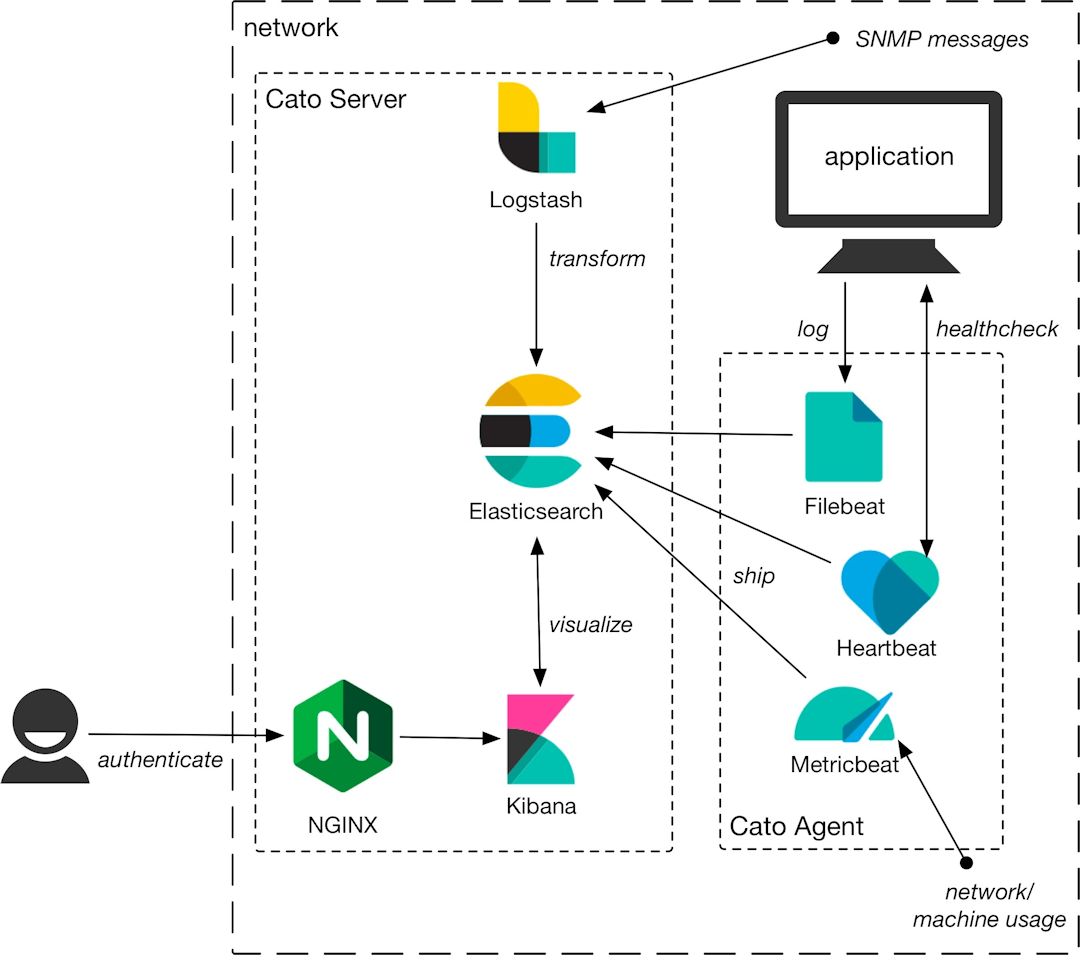 network
SNMP messages
Cato Server
application
Logstash
transform
log
healthcheck
Elasticsearch
Filebeat
ship
visualize
Heartbeat
authenticate
N
NGINX
Kibana
Metricbeat
Cato Agent
network/
machine usage